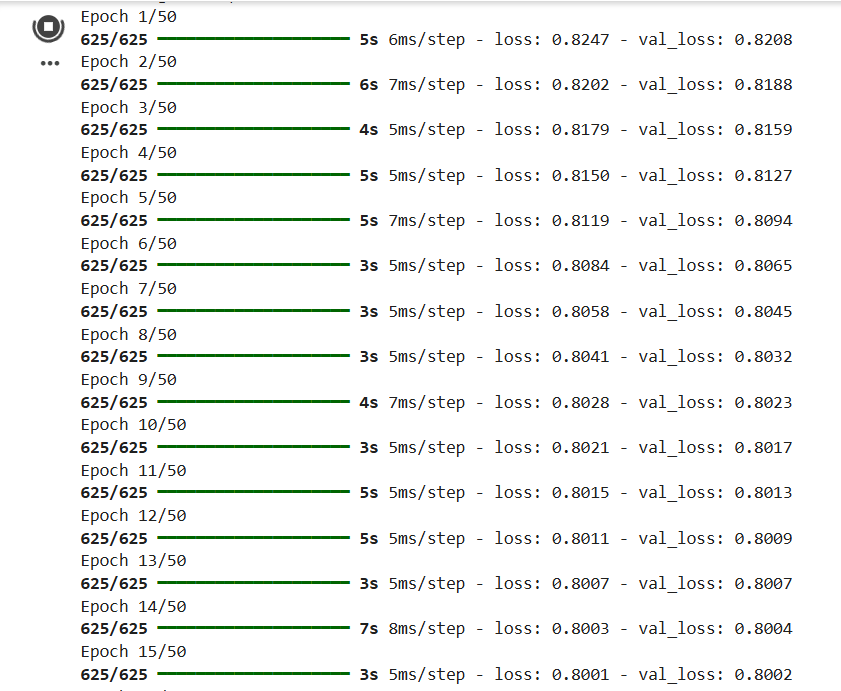 Epoch 1/50
625/625 5s 6ms/step - loss: 0.8247 - val_loss: 0.8208
Epoch 2/50
625/625 6s 7ms/step - loss: 0.8202 - val_loss: 0.8188
Epoch 3/50
625/625 4s 5ms/step - loss: 0.8179 - val_loss: 0.8159
Epoch 4/50
625/625 5s 5ms/step - loss: 0.8150 - val_loss: 0.8127
Epoch 5/50
625/625 5s 7ms/step - loss: 0.8119 - val_loss: 0.8094
Epoch 6/50
625/625 3s 5ms/step - loss: 0.8084 - val_loss: 0.8065
Epoch 7/50
625/625 3s 5ms/step - loss: 0.8058 - val_loss: 0.8045
Epoch 8/50
625/625 3s 5ms/step - loss: 0.8041 - val_loss: 0.8032
Epoch 9/50
625/625 4s 7ms/step - loss: 0.8028 - val_loss: 0.8023
Epoch 10/50
625/625 3s 5ms/step - loss: 0.8021 - val_loss: 0.8017
Epoch 11/50
625/625 5s 5ms/step - loss: 0.8015 - val_loss: 0.8013
Epoch 12/50
625/625 5s 5ms/step - loss: 0.8011 - val_loss: 0.8009
Epoch 13/50
625/625 3s 5ms/step - loss: 0.8007 - val_loss: 0.8007
Epoch 14/50
625/625 7s 8ms/step - loss: 0.8003 - val_loss: 0.8004
Epoch 15/50
625/625 3s 5ms/step - loss: 0.8001 - val_loss: 0.8002